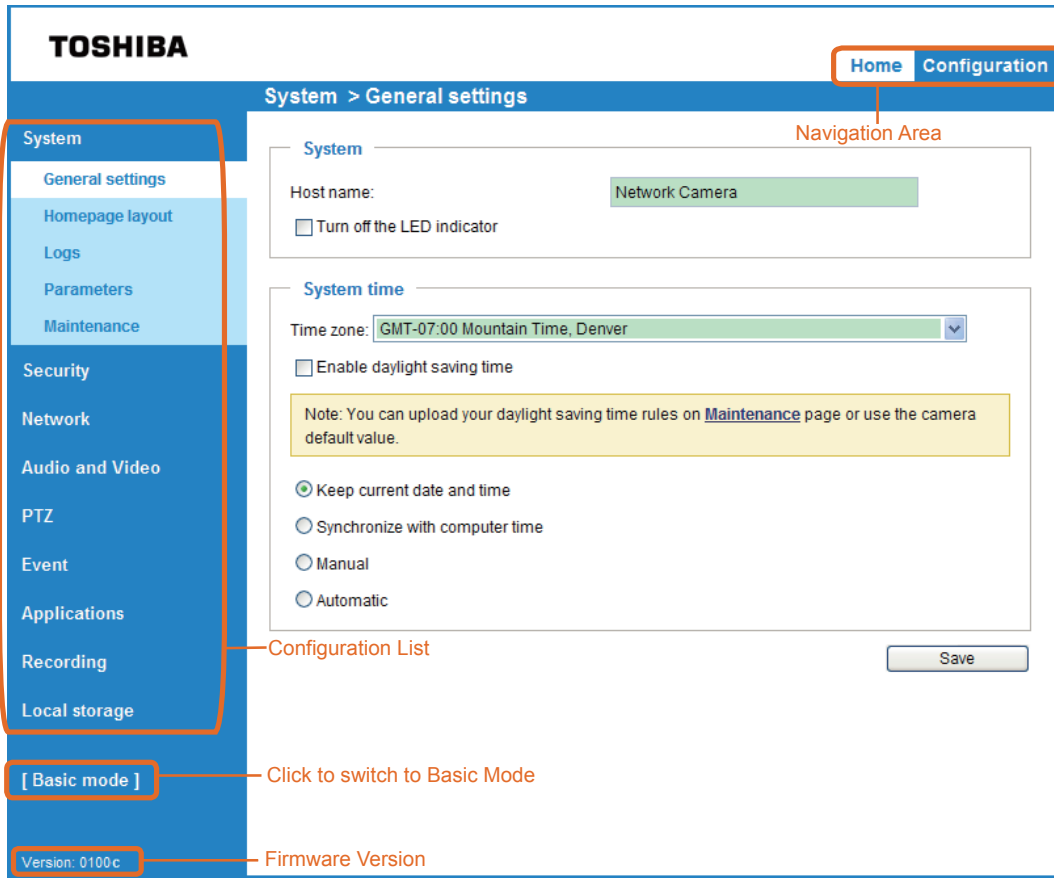 TOSHIBA
Home Configuration
System > General settings
Navigation Area
System
General settings
Homepage layout
Logs
Parameters
Maintenance
Security
Network
Audio and Video
PTZ
Event
Applications
Recording
Local storage
[ Basic mode ]
Version: 0100c
System
Host name: Network Camera
Turn off the LED indicator
System time
Time zone: GMT-07:00 Mountain Time, Denver
Enable daylight saving time
Note: You can upload your daylight saving time rules on Maintenance page or use the camera
default value.
Keep current date and time
Synchronize with computer time
Manual
Automatic
Configuration List
Save
Click to switch to Basic Mode
Firmware Version